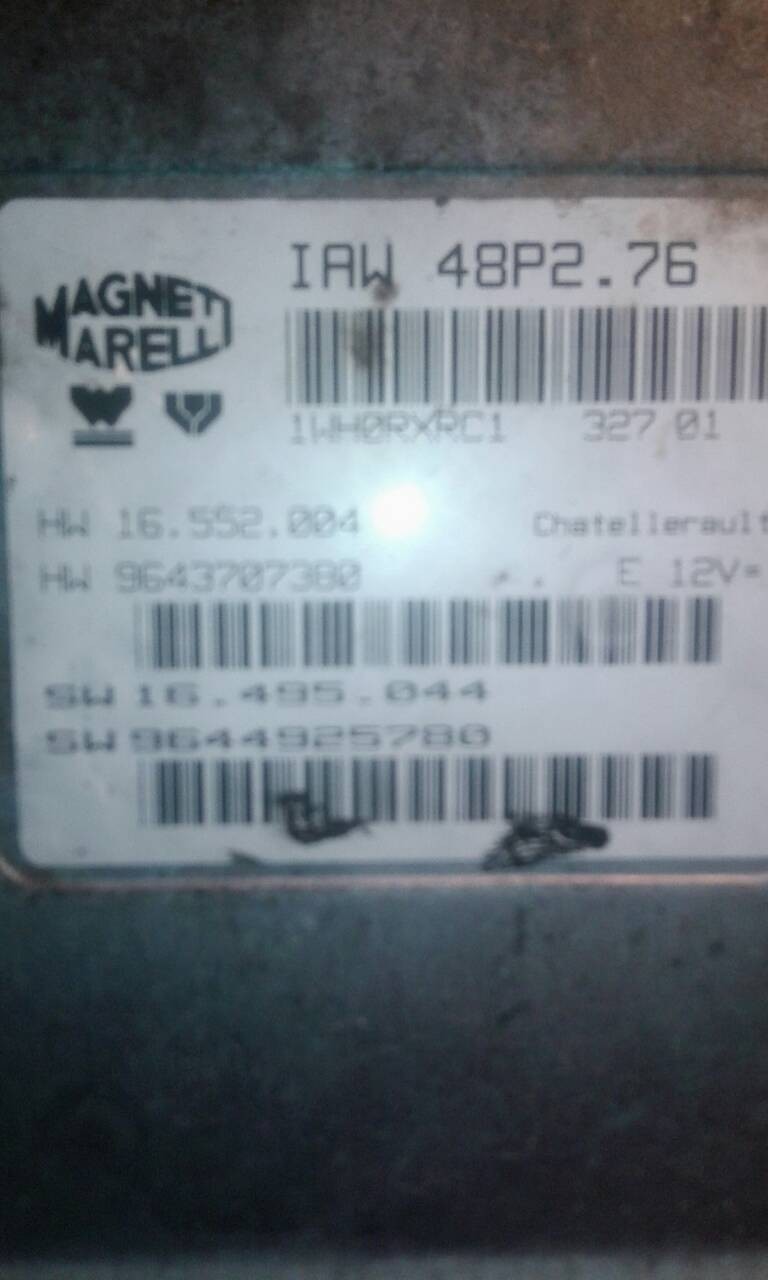 IAW 48P2.76
MAGNETI
MARELLI
1WH0RXRC1 327 01
HW 16.552.004 Chatellerault
HW 9643707380 E 12V=
SW 16.495.044
SW 9644925780